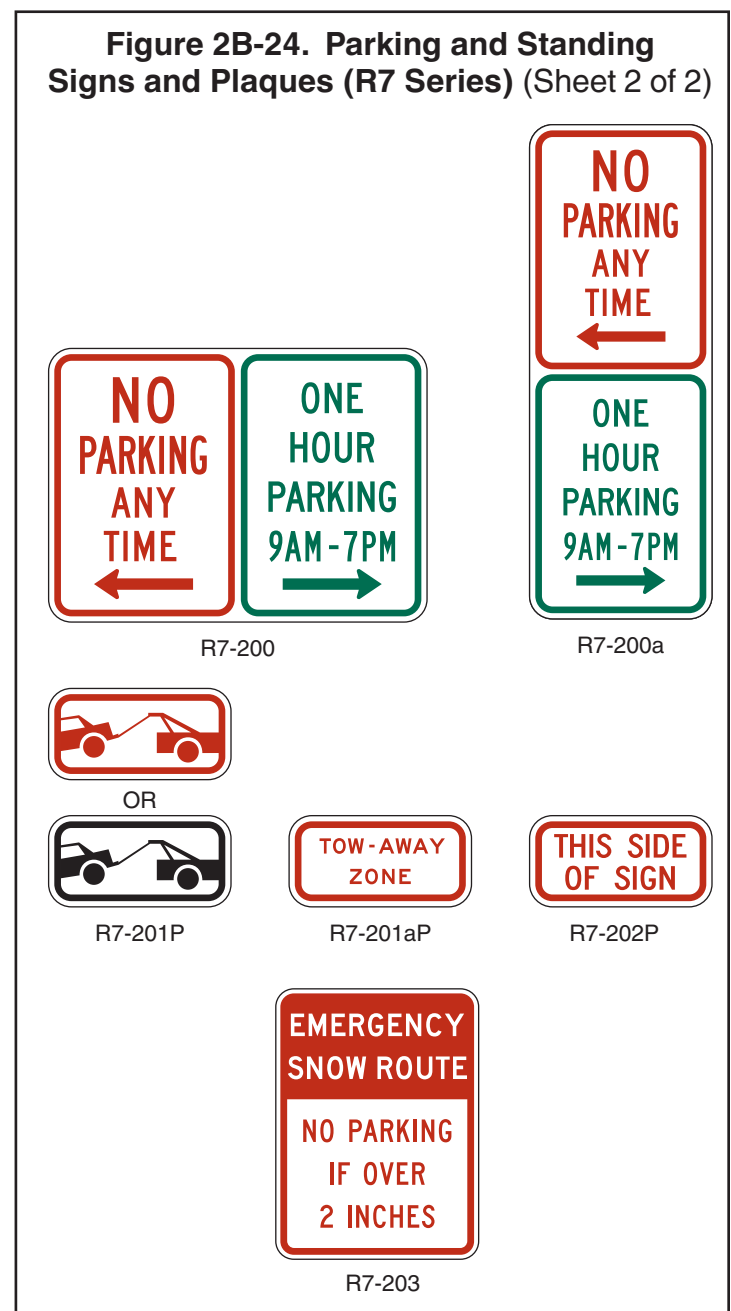 Figure 2B-24. Parking and Standing
Signs and Plaques (R7 Series) (Sheet 2 of 2)
NO
PARKING
ANY
TIME
ONE
HOUR
PARKING
9AM-7PM
R7-200
NO
PARKING
ANY
TIME
ONE
HOUR
PARKING
9AM-7PM
R7-200a
OR
R7-201P
TOW-AWAY
ZONE
R7-201aP
THIS SIDE
OF SIGN
R7-202P
EMERGENCY
SNOW ROUTE
NO PARKING
IF OVER
2 INCHES
R7-203